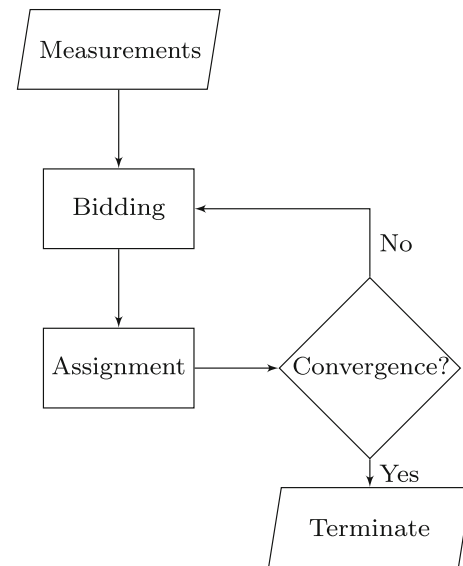 Measurements
Bidding
No
Assignment
Convergence?
Yes
Terminate